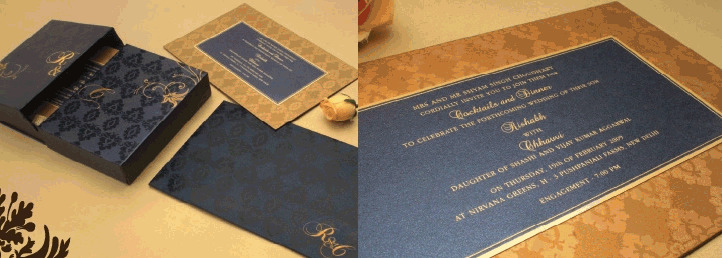 R
&
R&C
MRS AND MR SHYAM SINGH CHOUDHARY
CORDIALLY INVITE YOU TO JOIN THEM FOR
Cocktails and Dinner
TO CELEBRATE THE FORTHCOMING WEDDING OF THEIR SON
Rishabh
WITH
Chhawi
DAUGHTER OF SHASHI AND VIJAY KUMAR AGGARWAL
ON THURSDAY, 19th OF FEBRUARY 2009
AT NIRVANA GREENS, H - 3 PUSHPANJALI FARMS, NEW DELHI
ENGAGEMENT - 7:00 PM